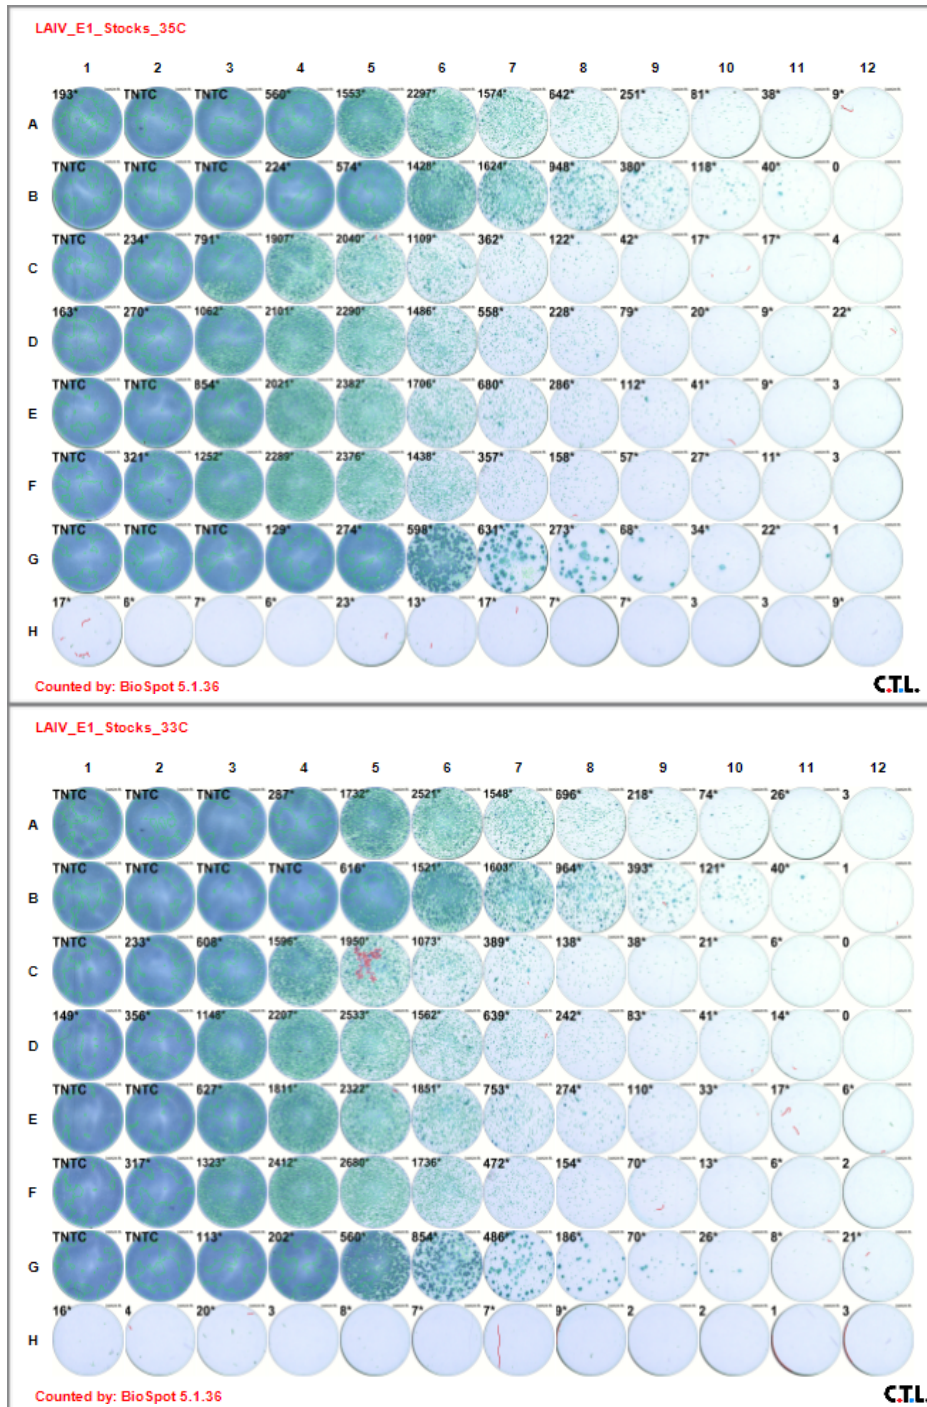 LAIV_E1_Stocks_35C
1 2 3 4 5 6 7 8 9 10 11 12
193* TNTC TNTC 560* 1553* 2297* 1574* 642* 251* 81* 38* 9*
A
TNTC TNTC TNTC 224* 574* 1428* 1624* 948* 380* 118* 40* 0
B
TNTC 234* 791* 1907* 2040* 1109* 362* 122* 42* 17* 17* 4
C
163* 270* 1062* 2101* 2290* 1486* 558* 228* 79* 20* 9* 22*
D
TNTC TNTC 854* 2021* 2382* 1706* 680* 286* 112* 41* 9* 3
E
TNTC 321* 1252* 2289* 2376* 1438* 357* 158* 57* 27* 11* 3
F
TNTC TNTC TNTC 129* 274* 598* 631* 273* 68* 34* 22* 1
G
17* 6* 7* 6* 23* 13* 17* 7* 7* 3 3 9*
H
Counted by: BioSpot 5.1.36
C.T.L.
LAIV_E1_Stocks_33C
1 2 3 4 5 6 7 8 9 10 11 12
TNTC TNTC TNTC 287* 1732* 2521* 1548* 696* 218* 74* 26* 3
A
TNTC TNTC TNTC TNTC 616* 1521* 1603* 964* 393* 121* 40* 1
B
TNTC 233* 608* 1596* 1950* 1073* 389* 138* 38* 21* 6* 0
C
149* 356* 1148* 2207* 2533* 1562* 639* 242* 83* 41* 14* 0
D
TNTC TNTC 627* 1811* 2322* 1851* 753* 274* 110* 33* 17* 6*
E
TNTC 317* 1323* 2412* 2680* 1736* 472* 154* 70* 13* 6* 2
F
TNTC TNTC 113* 202* 560* 854* 486* 186* 70* 26* 8* 21*
G
16* 4 20* 3 8* 7* 7* 9* 2 2 1 3
H
Counted by: BioSpot 5.1.36
C.T.L.